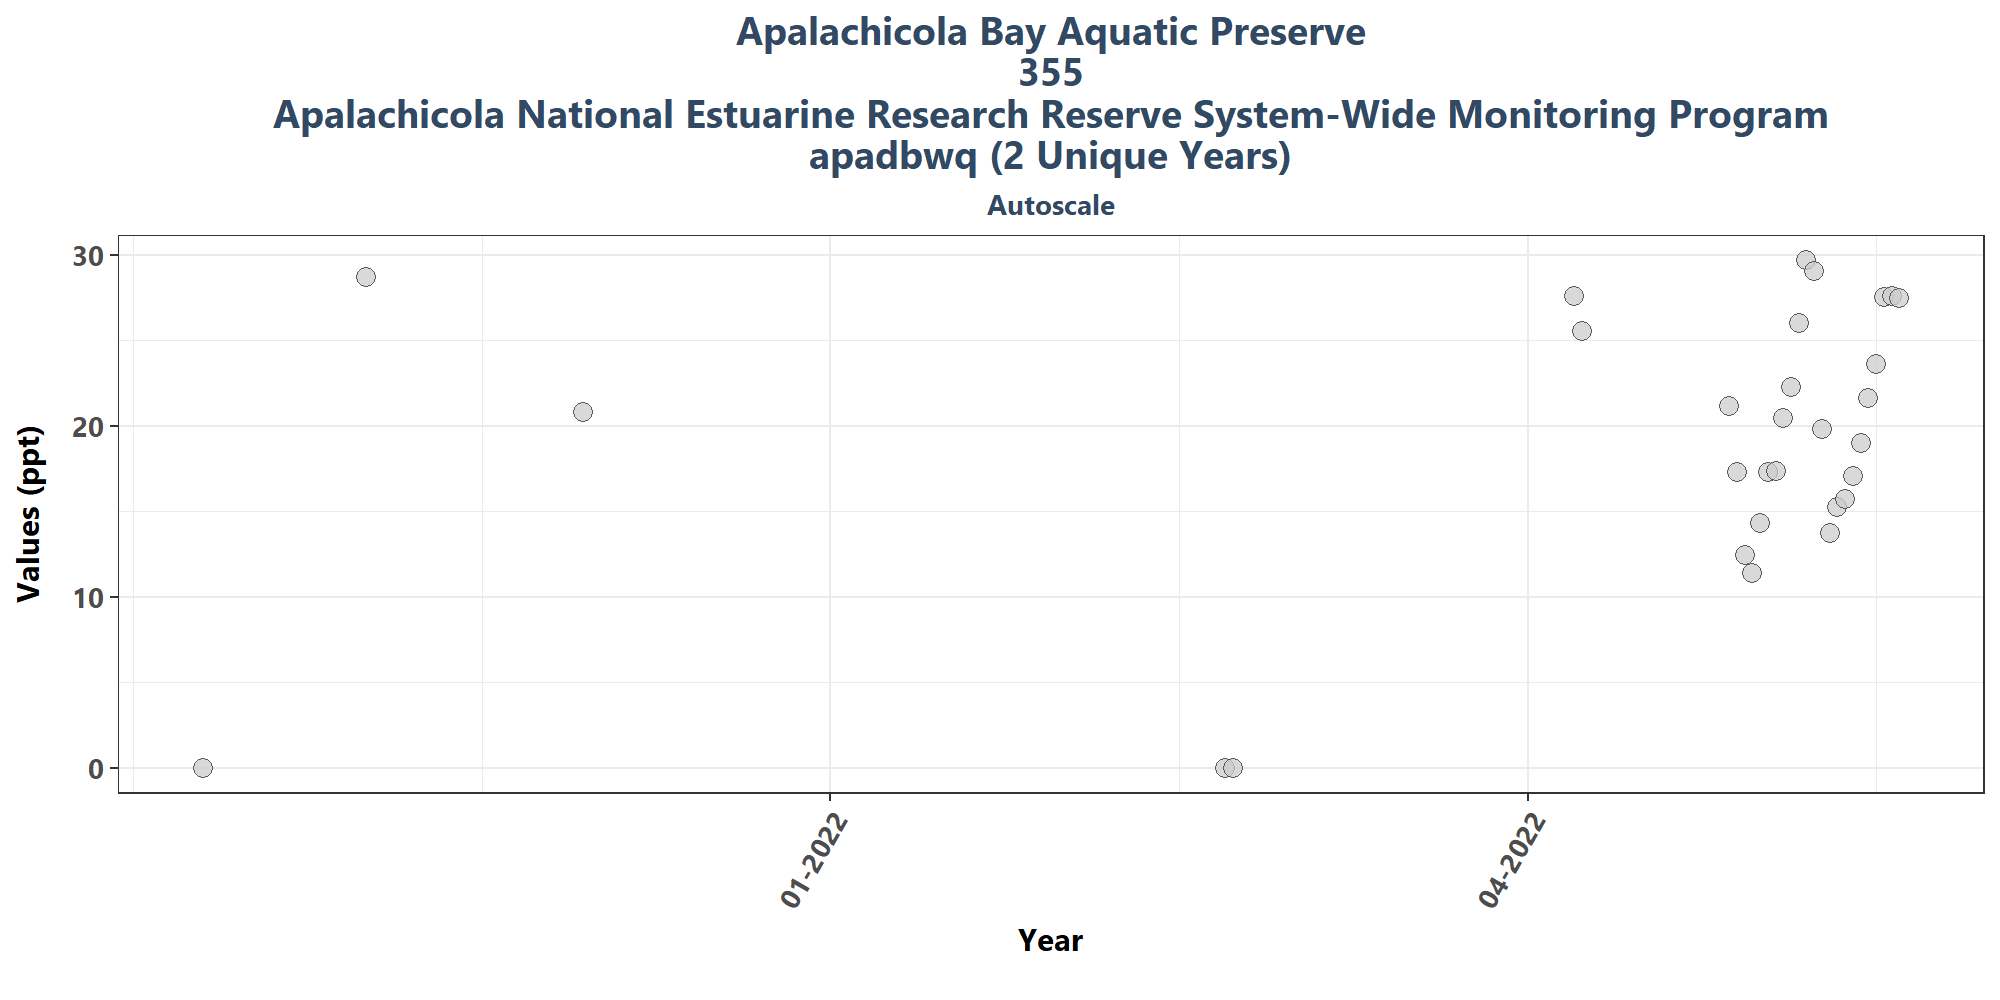 Apalachicola Bay Aquatic Preserve
355
Apalachicola National Estuarine Research Reserve System-Wide Monitoring Program
apadbwq (2 Unique Years)
Autoscale
30
20
10
0
Values (ppt)
01-2022
04-2022
Year